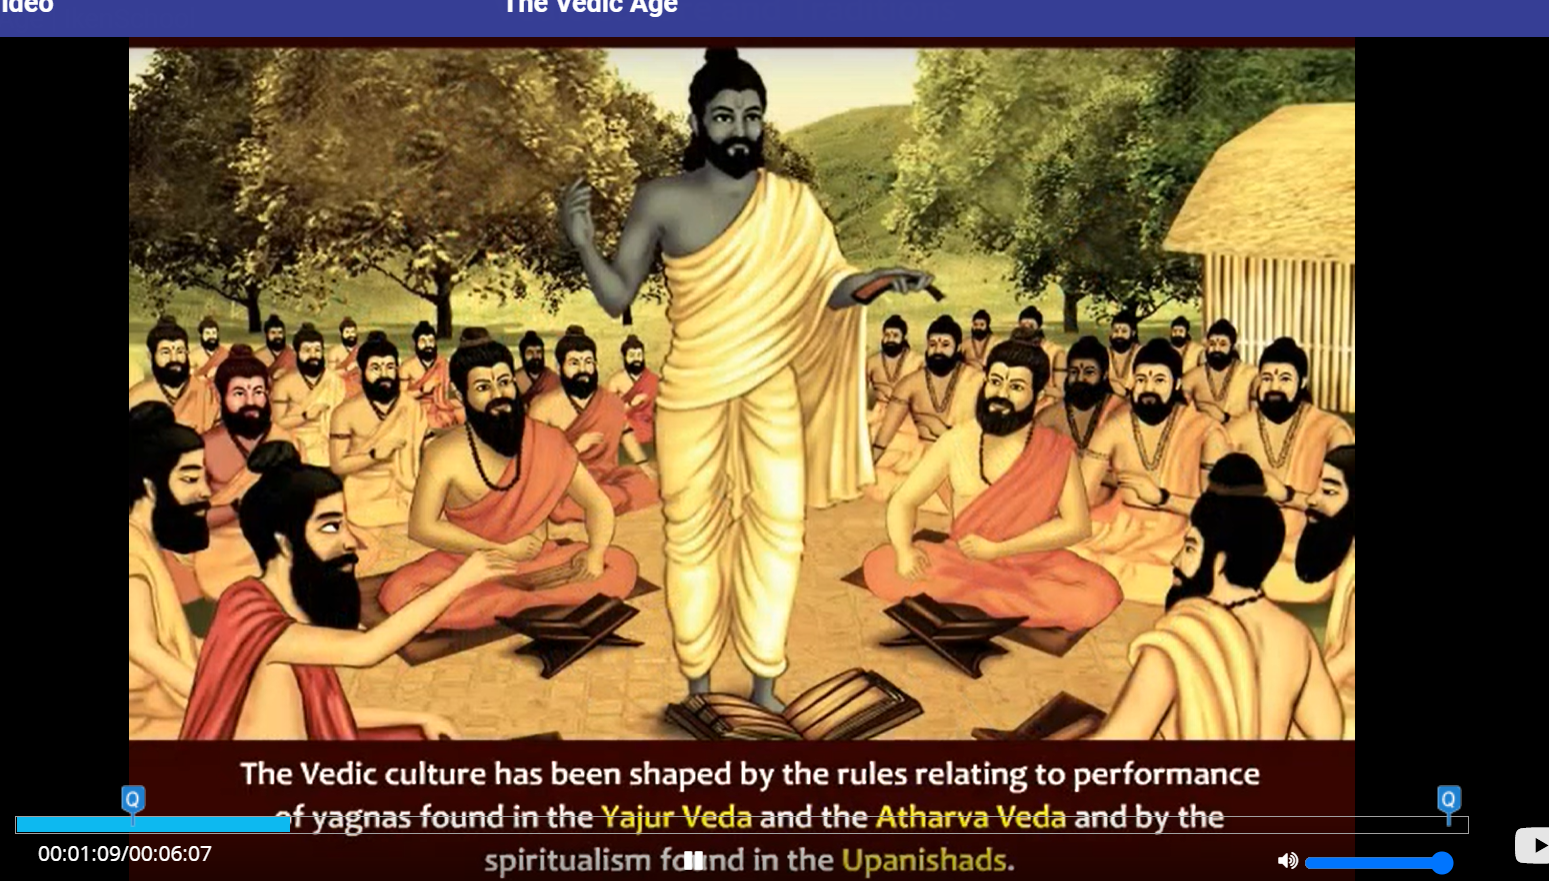 ideo
The Vedic Age
The Vedic culture has been shaped by the rules relating to performance
of yagnas found in the Yajur Veda and the Atharva Veda and by the
spiritualism found in the Upanishads.
Q
Q
00:01:09/00:06:07